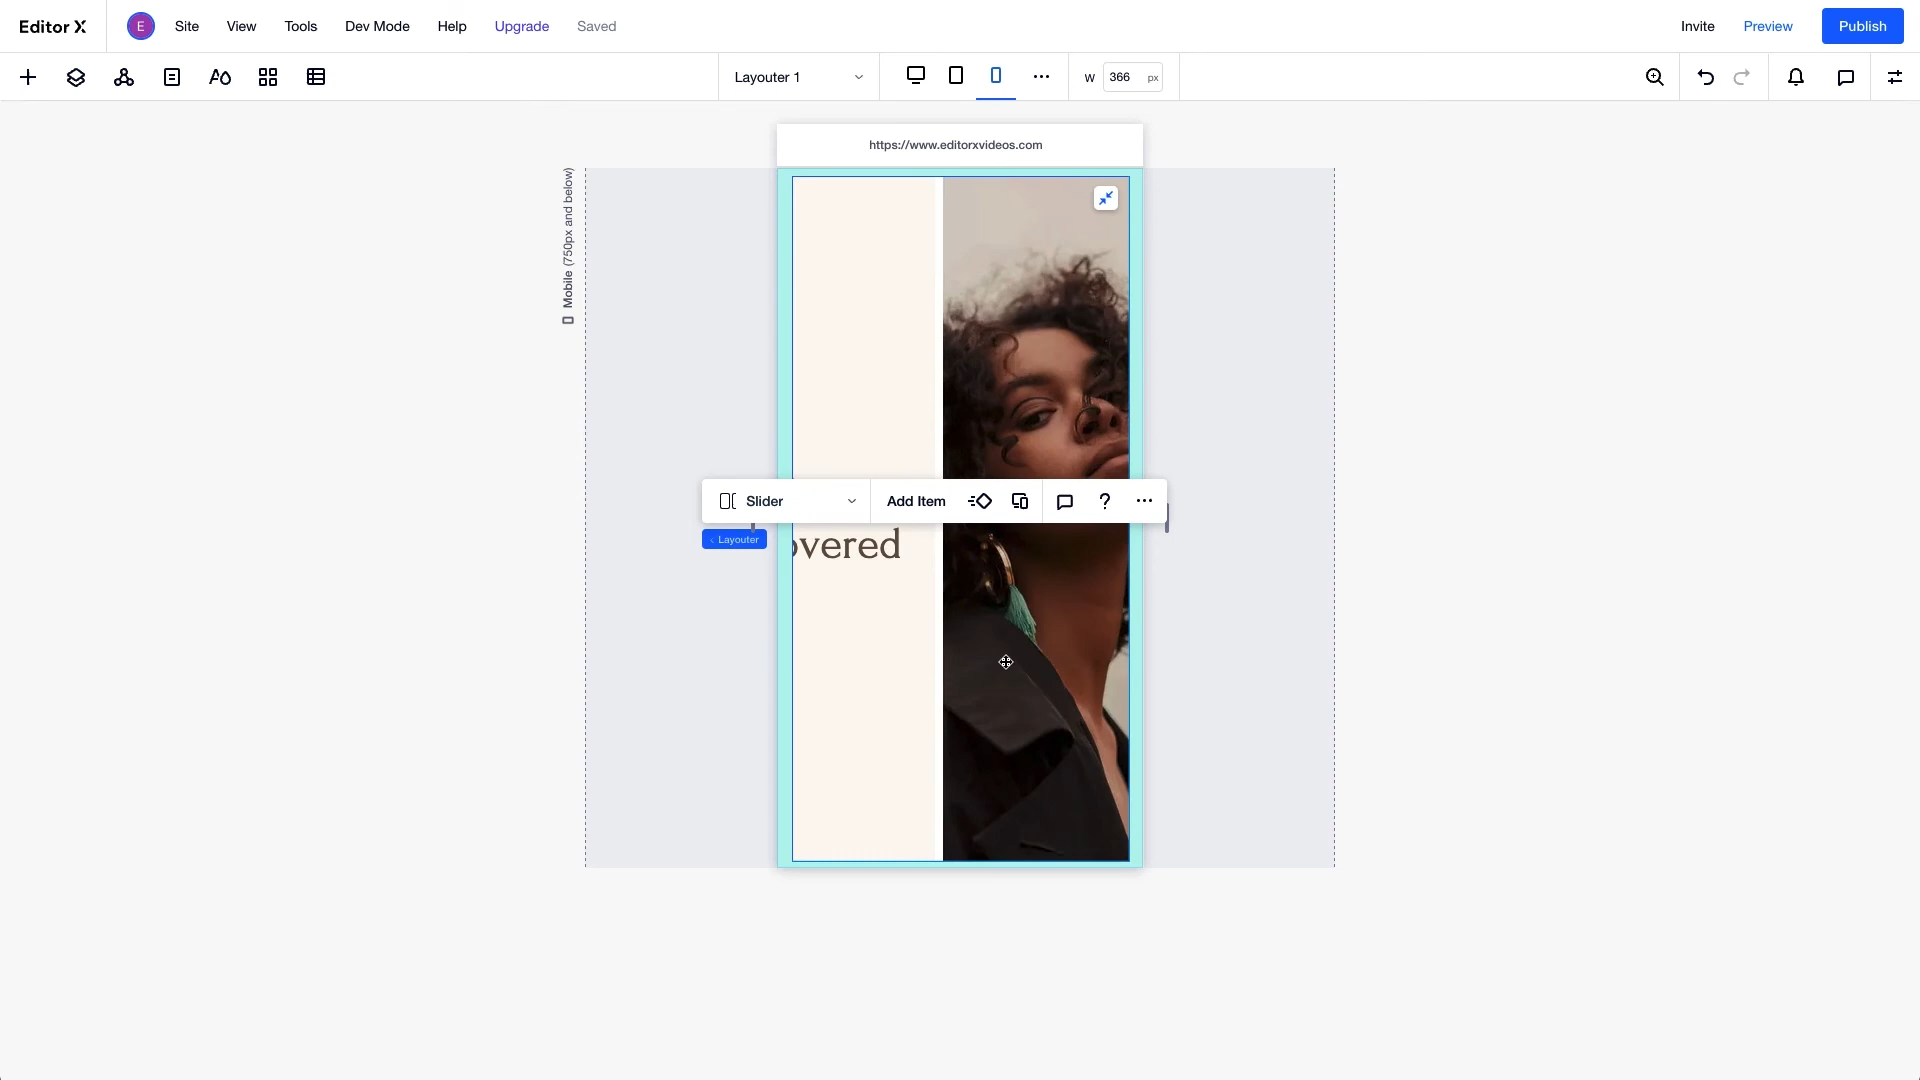 Editor X
E
Site
View
Tools
Dev Mode
Help
Upgrade
Saved
Invite
Preview
Publish
Layouter 1
W
366
px
https://www.editorxvideos.com
Mobile (750px and below)
Slider
Add Item
?
< Layouter
overed